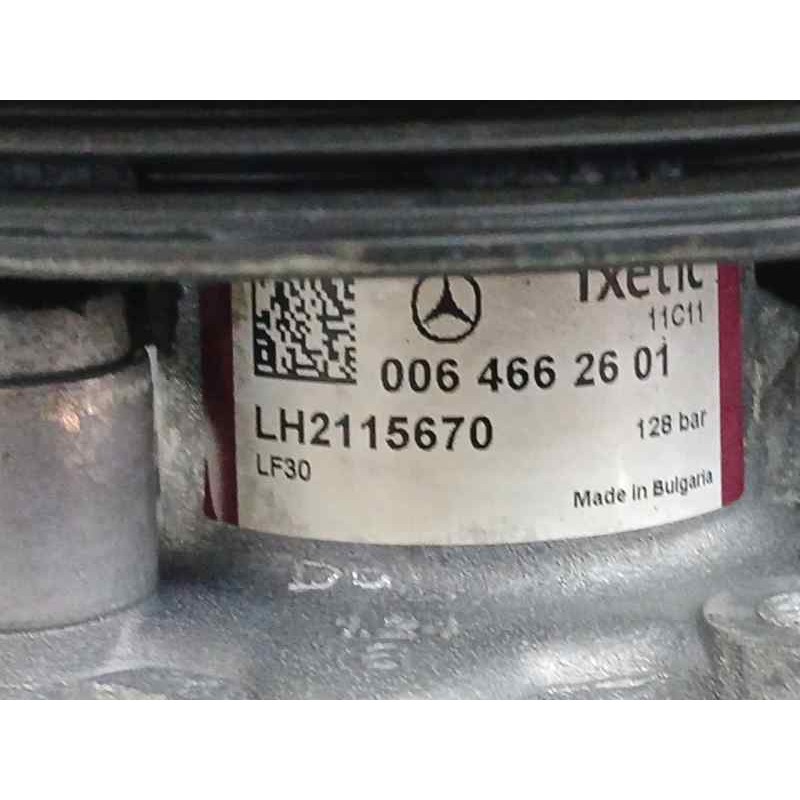 ixetic
11C11
006 466 26 01
LH2115670
128 bar
LF30
Made in Bulgaria